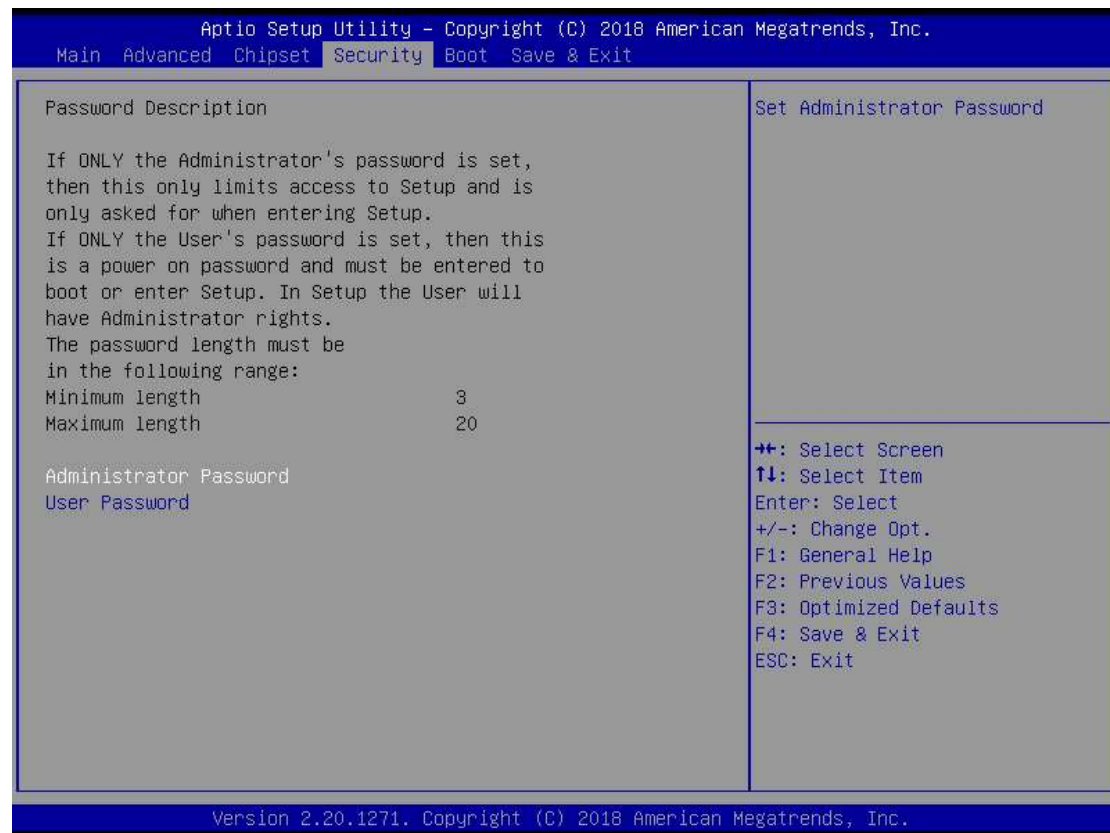 Aptio Setup Utility – Copyright (C) 2018 American Megatrends, Inc.
Main Advanced Chipset Security Boot Save & Exit
Password Description
If ONLY the Administrator's password is set,
then this only limits access to Setup and is
only asked for when entering Setup.
If ONLY the User's password is set, then this
is a power on password and must be entered to
boot or enter Setup. In Setup the User will
have Administrator rights.
The password length must be
in the following range:
Minimum length 3
Maximum length 20
Administrator Password
User Password
Set Administrator Password
→←: Select Screen
↑↓: Select Item
Enter: Select
+/-: Change Opt.
F1: General Help
F2: Previous Values
F3: Optimized Defaults
F4: Save & Exit
ESC: Exit
Version 2.20.1271. Copyright (C) 2018 American Megatrends, Inc.